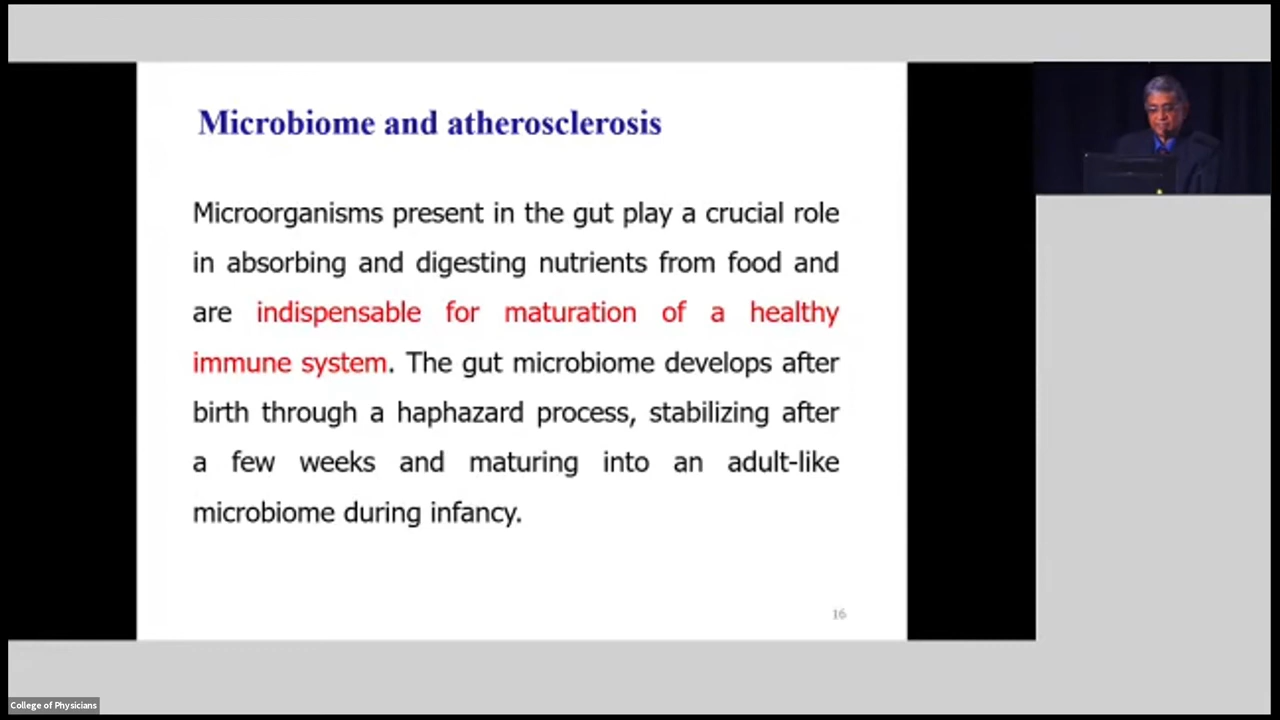 Microbiome and atherosclerosis
Microorganisms present in the gut play a crucial role
in absorbing and digesting nutrients from food and
are indispensable for maturation of a healthy
immune system. The gut microbiome develops after
birth through a haphazard process, stabilizing after
a few weeks and maturing into an adult-like
microbiome during infancy.
16
College of Physicians